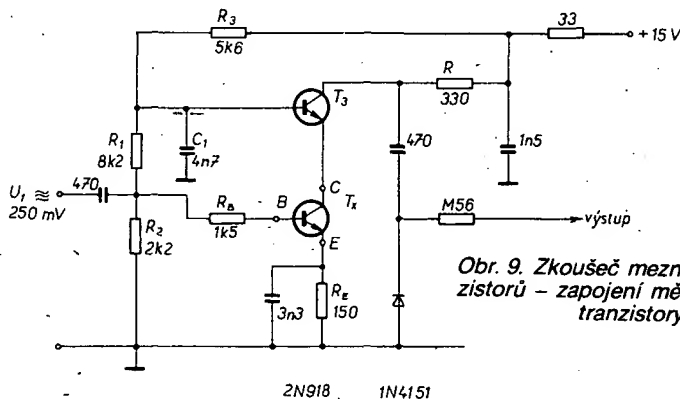 R3
5k6
33
+15 V
T3
R
330
R1
8k2
C1
4n7
470
1n5
U1 ≈
250 mV
470
C
RB
1k5
B
Tx
M56
výstup
R2
2k2
E
3n3
RE
150
Obr. 9. Zkoušeč mezn
zistorů – zapojení mě
tranzistory
2N918
1N4151